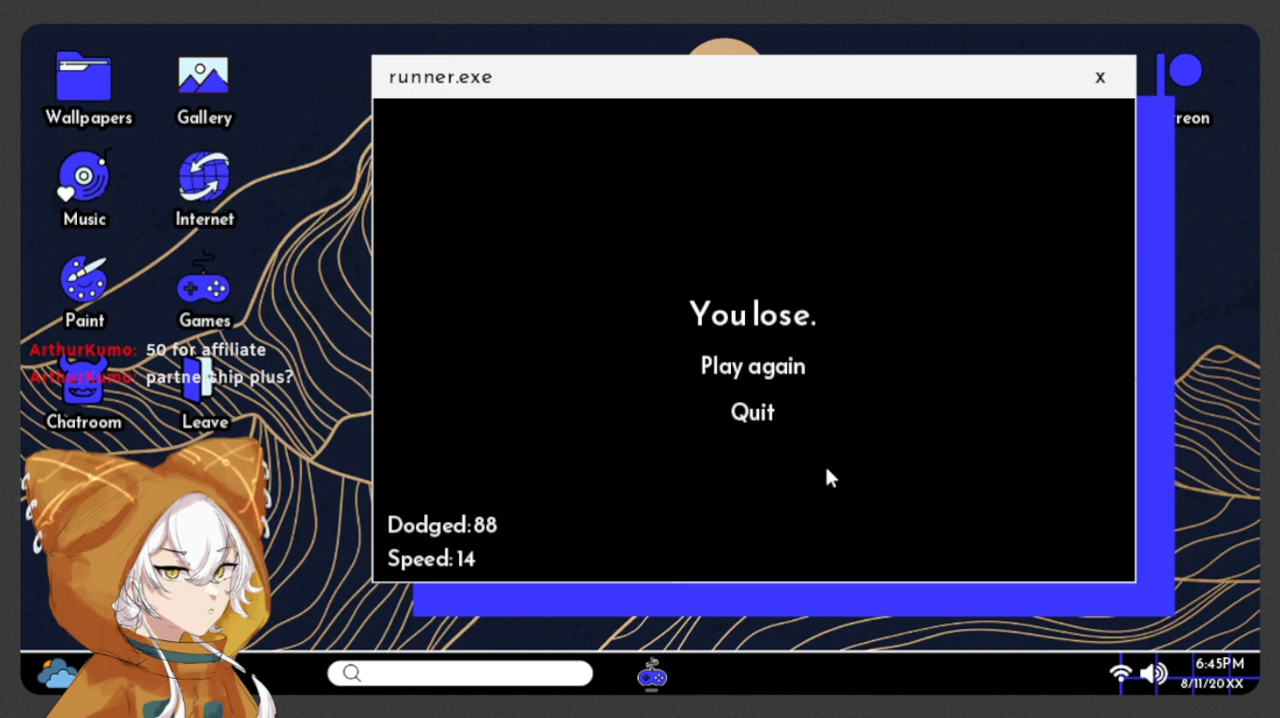 runner.exe
x
Wallpapers
Gallery
reon
Music
Internet
Paint
Games
ArthurKumo: 50 for affiliate
ArthurKumo: partnership plus?
Chatroom
Leave
You lose.
Play again
Quit
Dodged:88
Speed:14
6:45PM
8/11/20XX